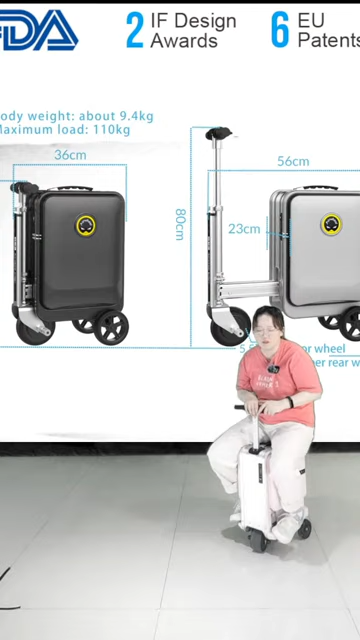 FDA
2 IF Design
Awards
6 EU
Patents
ody weight: about 9.4kg
Maximum load: 110kg
36cm
56cm
80cm
23cm
or wheel
er rear w